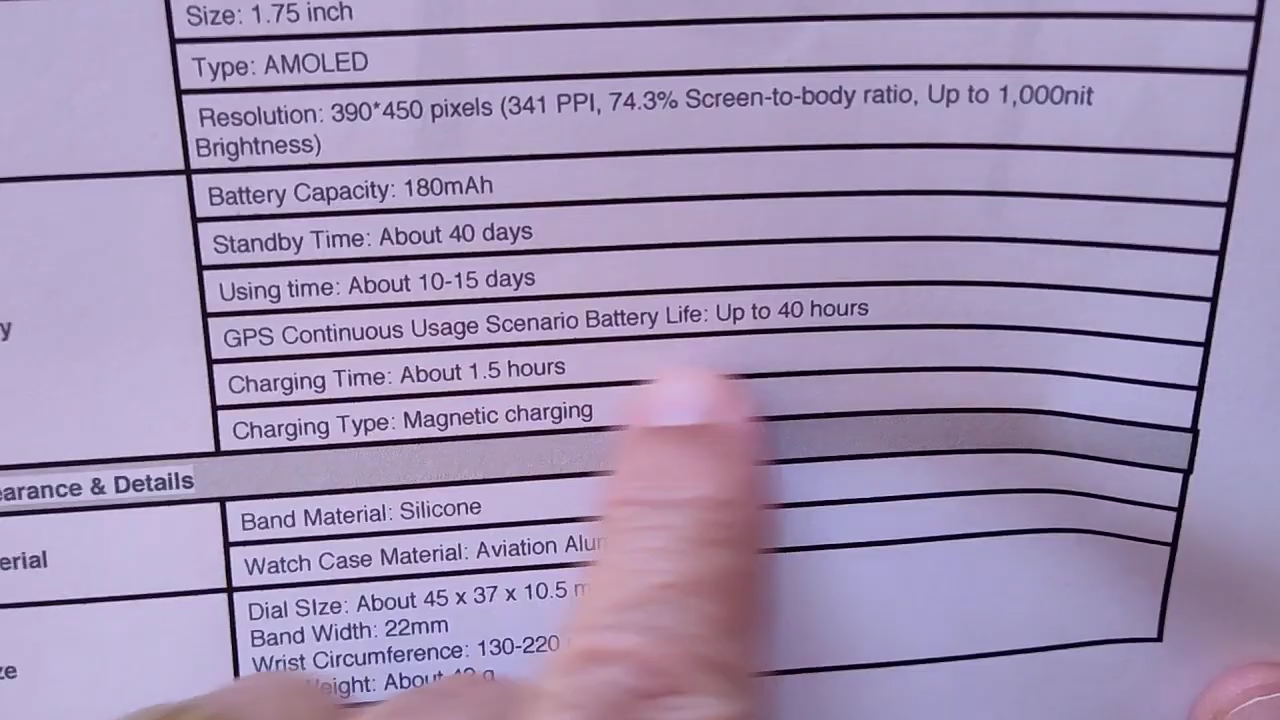 Size: 1.75 inch
Type: AMOLED
Resolution: 390*450 pixels (341 PPI, 74.3% Screen-to-body ratio, Up to 1,000nit
Brightness)
Battery Capacity: 180mAh
Standby Time: About 40 days
Using time: About 10-15 days
y
GPS Continuous Usage Scenario Battery Life: Up to 40 hours
Charging Time: About 1.5 hours
Charging Type: Magnetic charging
earance & Details
erial
Band Material: Silicone
Watch Case Material: Aviation Alu
Dial SIze: About 45 x 37 x 10.5 m
Band Width: 22mm
ze
Wrist Circumference: 130-220
eight: About